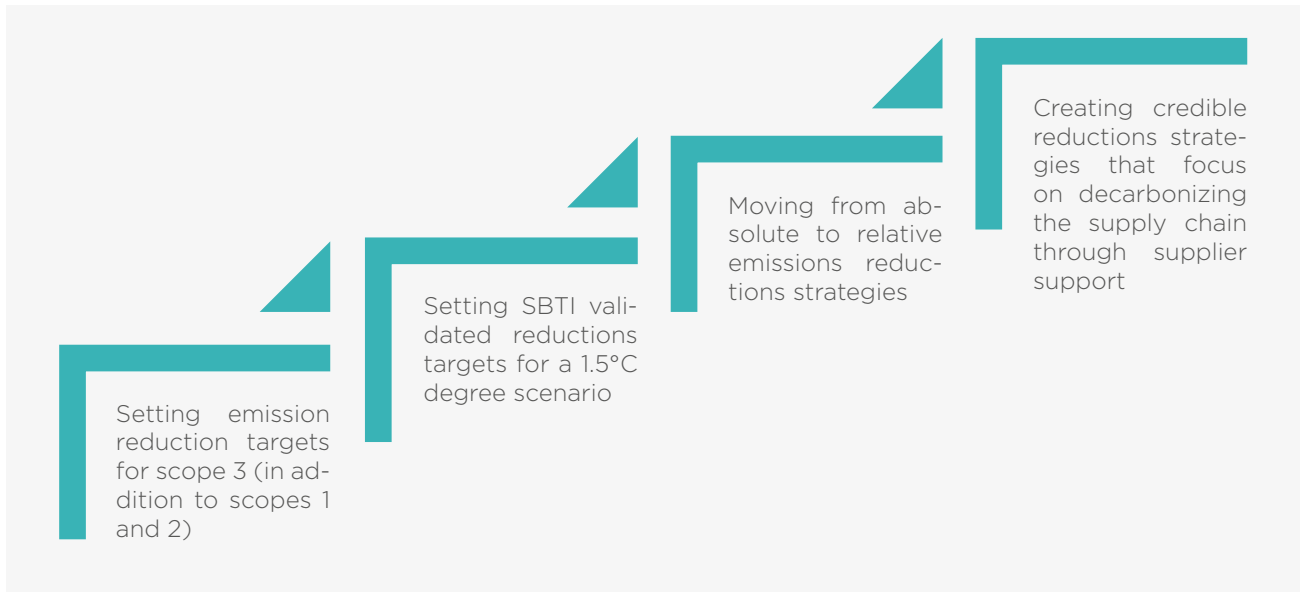 Setting emission
reduction targets
for scope 3 (in ad-
dition to scopes 1
and 2)
Setting SBTI vali-
dated reductions
targets for a 1.5°C
degree scenario
Moving from ab-
solute to relative
emissions reduc-
tions strategies
Creating credible
reductions strate-
gies that focus
on decarbonizing
the supply chain
through supplier
support